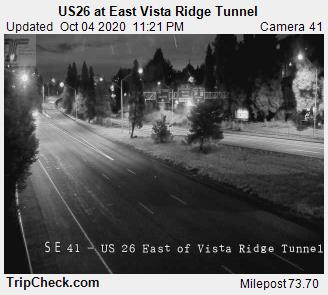 US26 at East Vista Ridge Tunnel
Updated Oct 04 2020 11:21 PM Camera 41
SE 41 - US 26 East of Vista Ridge Tunnel
TripCheck.com Milepost 73.70